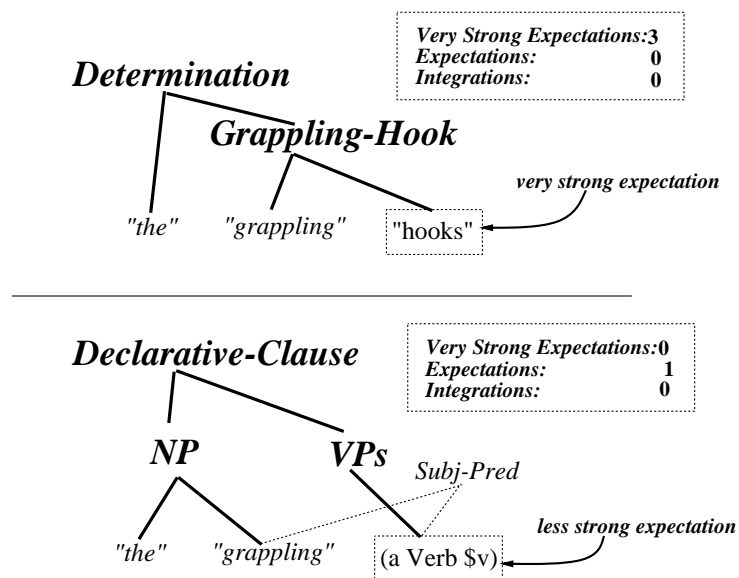 Very Strong Expectations:3
Expectations: 0
Integrations: 0
Determination
Grappling-Hook
very strong expectation
"the" "grappling" "hooks"
Declarative-Clause
Very Strong Expectations:0
Expectations: 1
Integrations: 0
NP VPs
Subj-Pred
less strong expectation
"the" "grappling" (a Verb $v)